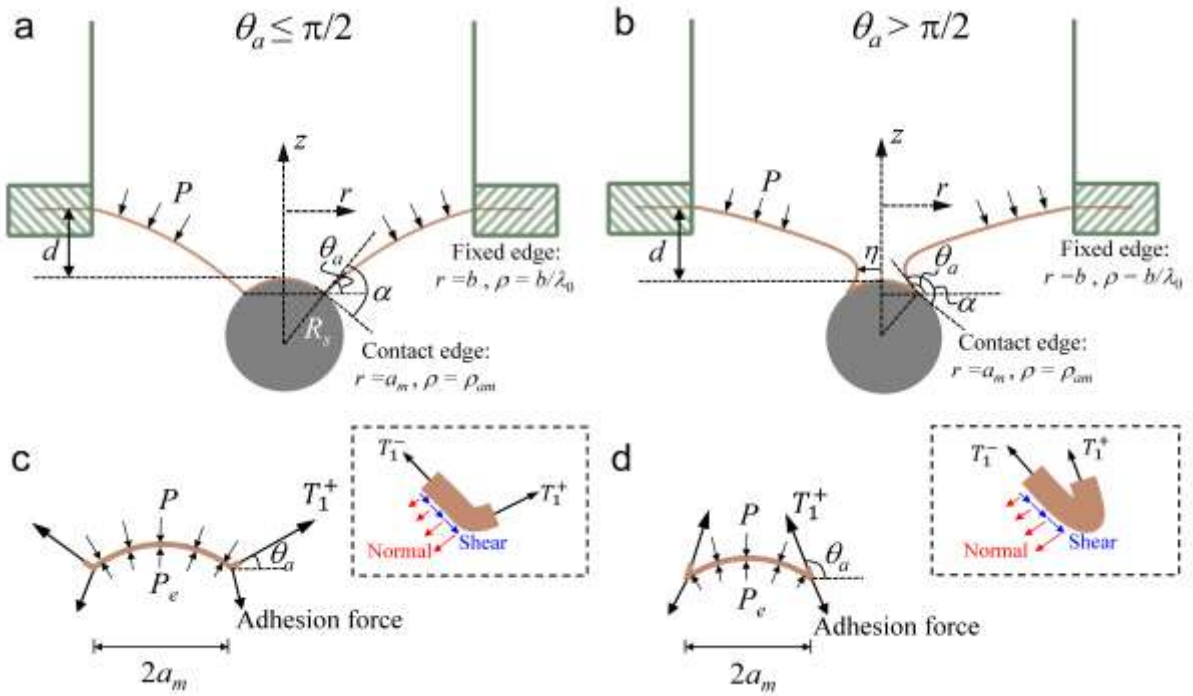 a
θₐ ≤ π/2
z
r
P
d
θₐ
α
Rₛ
Fixed edge:
r = b , ρ = b/λ₀
Contact edge:
r = aₘ , ρ = ρₐₘ
b
θₐ > π/2
z
r
P
d
η
θₐ
α
Fixed edge:
r = b , ρ = b/λ₀
Contact edge:
r = aₘ , ρ = ρₐₘ
c
T₁⁺
P
θₐ
Pₑ
Adhesion force
2aₘ
T₁⁻
T₁⁺
Normal
Shear
d
P
T₁⁺
θₐ
Pₑ
Adhesion force
2aₘ
T₁⁻
T₁⁺
Normal
Shear